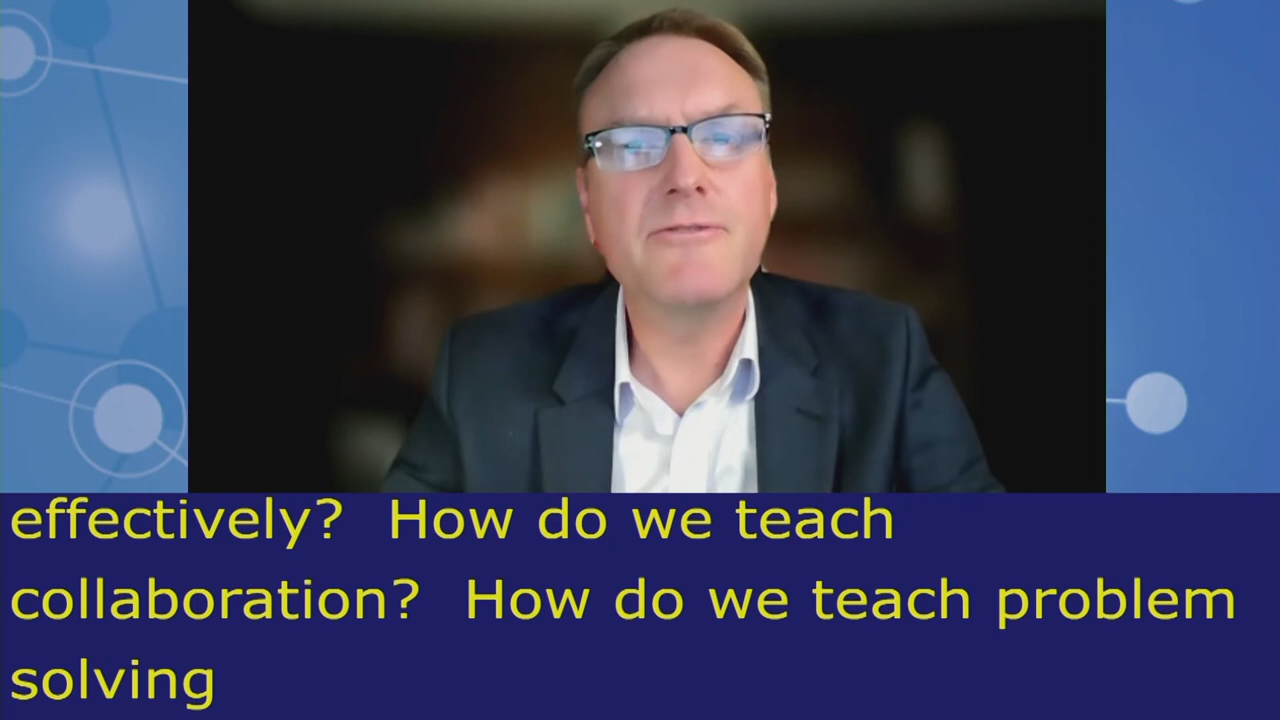 effectively?  How do we teach
collaboration?  How do we teach problem
solving